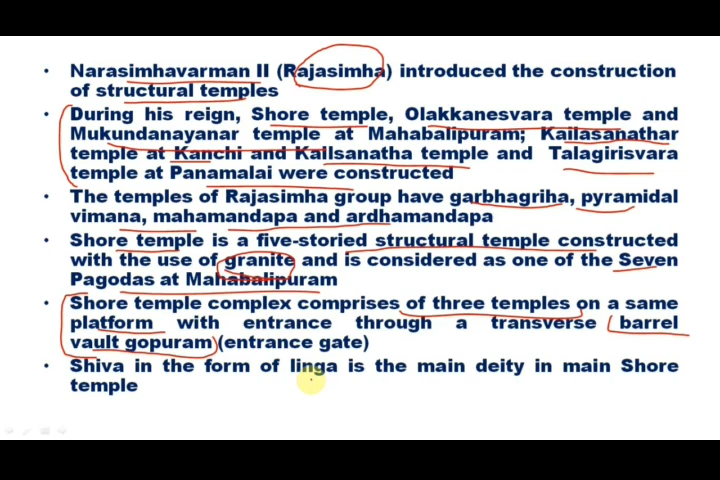 • Narasimhavarman II (Rajasimha) introduced the construction
of structural temples
• During his reign, Shore temple, Olakkanesvara temple and
Mukundanayanar temple at Mahabalipuram; Kailasanathar
temple at Kanchi and Kailsanatha temple and Talagirisvara
temple at Panamalai were constructed
• The temples of Rajasimha group have garbhagriha, pyramidal
vimana, mahamandapa and ardhamandapa
• Shore temple is a five-storied structural temple constructed
with the use of granite and is considered as one of the Seven
Pagodas at Mahabalipuram
• Shore temple complex comprises of three temples on a same
platform with entrance through a transverse barrel
vault gopuram (entrance gate)
• Shiva in the form of linga is the main deity in main Shore
temple